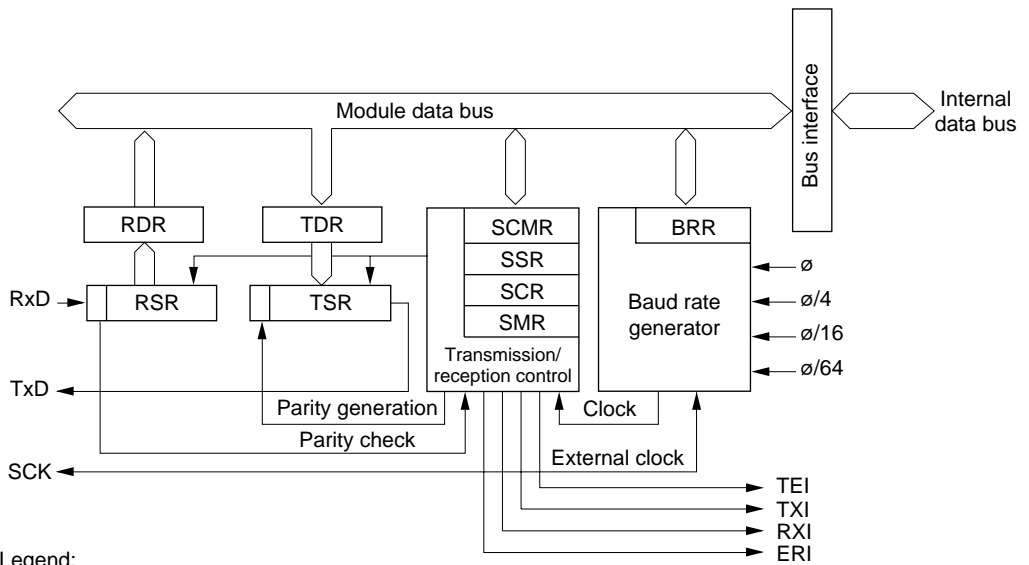 Module data bus
Bus interface
Internal
data bus
RDR
TDR
SCMR
BRR
SSR
SCR
SMR
RxD
RSR
TSR
Baud rate
generator
ø
ø/4
ø/16
ø/64
Transmission/
reception control
TxD
Parity generation
Clock
Parity check
SCK
External clock
TEI
TXI
RXI
ERI
Legend: